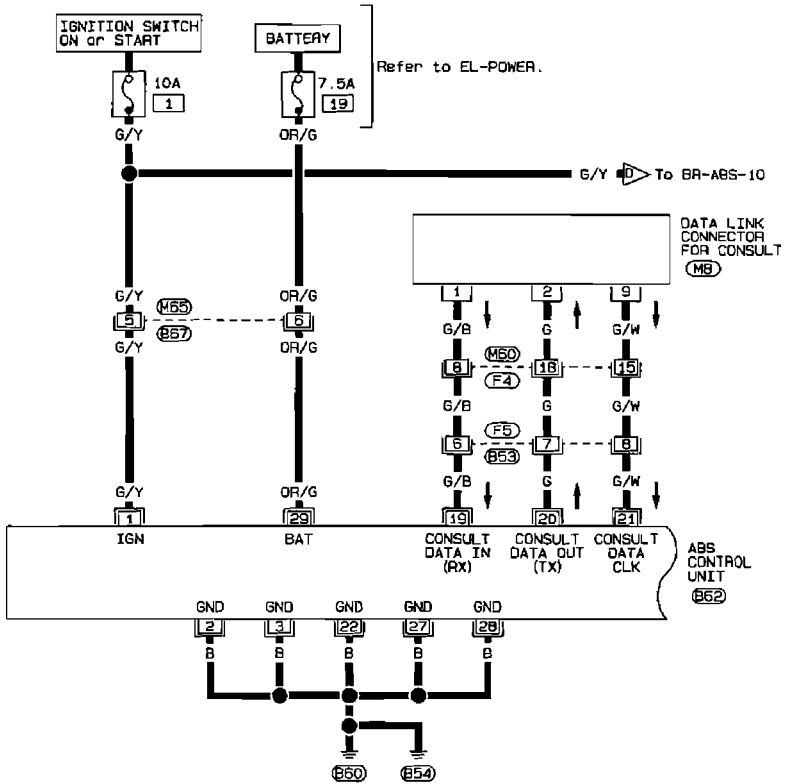 IGNITION SWITCH
ON or START
BATTERY
Refer to EL-POWER.
10A
1
7.5A
19
G/Y
OR/G
G/Y
D
To BR-ABS-10
DATA LINK
CONNECTOR
FOR CONSULT
M8
1
2
9
G/Y
OR/G
G/B
G
G/W
5
M65
B67
6
G/Y
OR/G
8
M60
F4
16
15
G/B
G
G/W
6
F5
B53
7
8
G/Y
OR/G
G/B
G
G/W
1
29
19
20
21
IGN
BAT
CONSULT
DATA IN
(RX)
CONSULT
DATA OUT
(TX)
CONSULT
DATA
CLK
ABS
CONTROL
UNIT
B62
GND
GND
GND
GND
GND
2
3
22
27
28
B
B
B
B
B
B60
B54